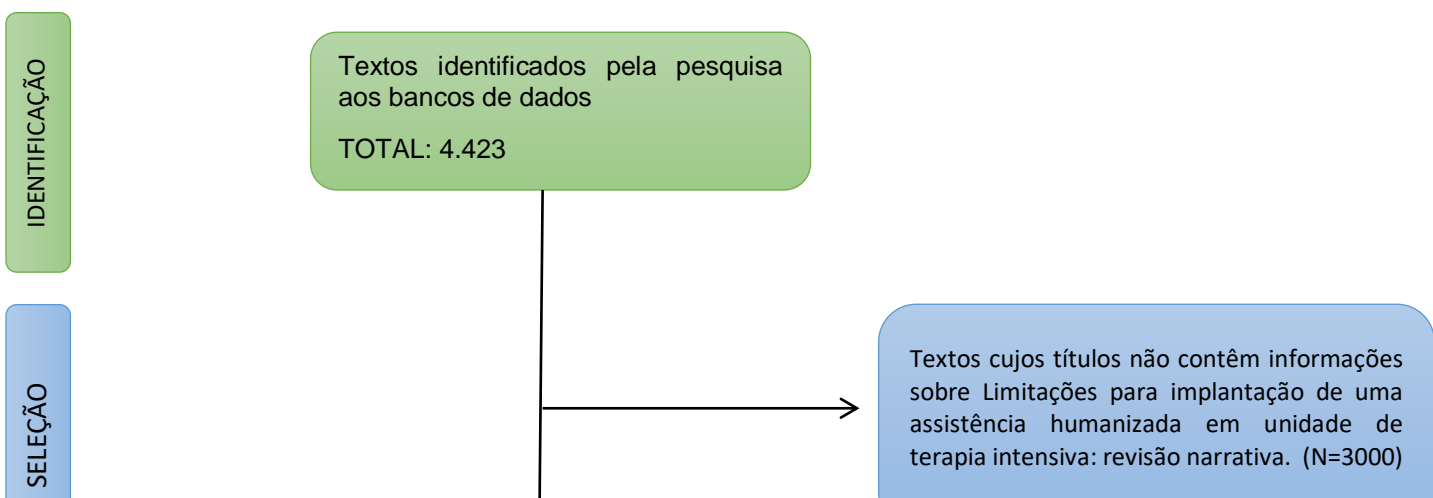 IDENTIFICAÇÃO
Textos identificados pela pesquisa
aos bancos de dados
TOTAL: 4.423
SELEÇÃO
Textos cujos títulos não contêm informações
sobre Limitações para implantação de uma
assistência humanizada em unidade de
terapia intensiva: revisão narrativa. (N=3000)